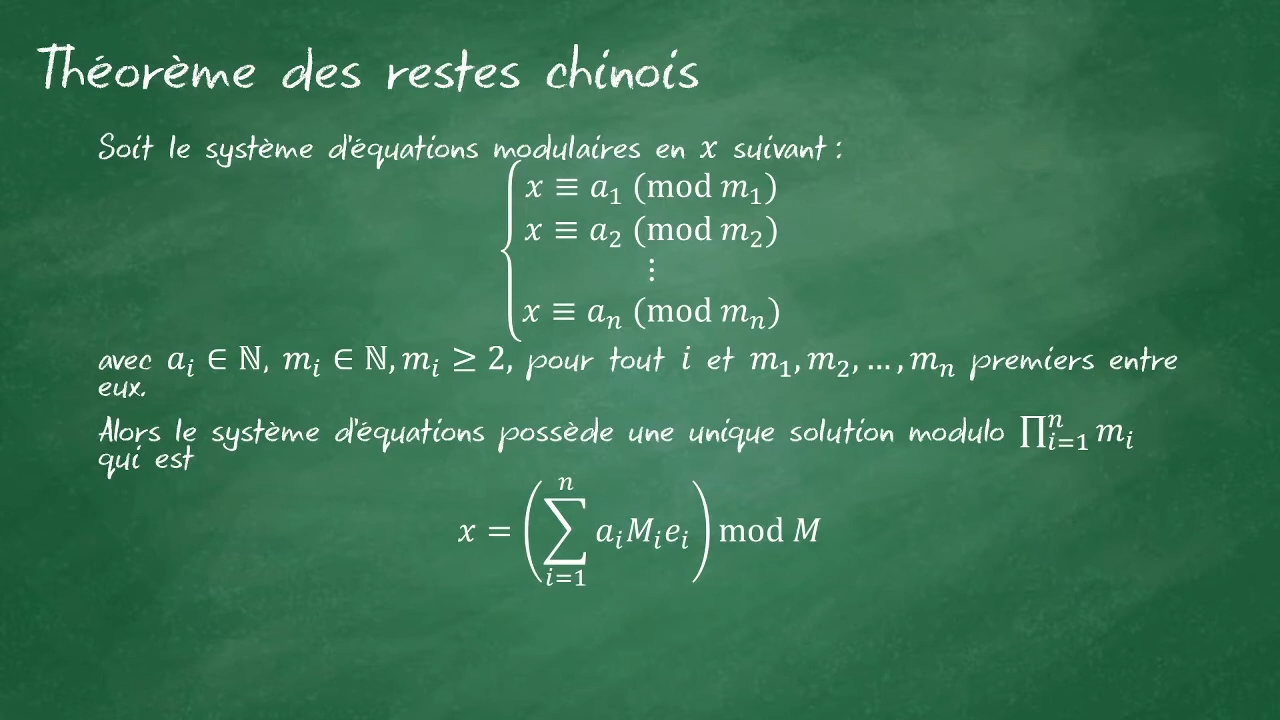 Théorème des restes chinois
Soit le système d'équations modulaires en x suivant :
x ≡ a₁ (mod m₁)
x ≡ a₂ (mod m₂)
⋮
x ≡ aₙ (mod mₙ)
avec aᵢ ∈ ℕ, mᵢ ∈ ℕ, mᵢ ≥ 2, pour tout i et m₁, m₂, … , mₙ premiers entre
eux.
Alors le système d'équations possède une unique solution modulo ∏ⁿᵢ₌₁ mᵢ
qui est
x = (∑ⁿᵢ₌₁ aᵢMᵢeᵢ) mod M